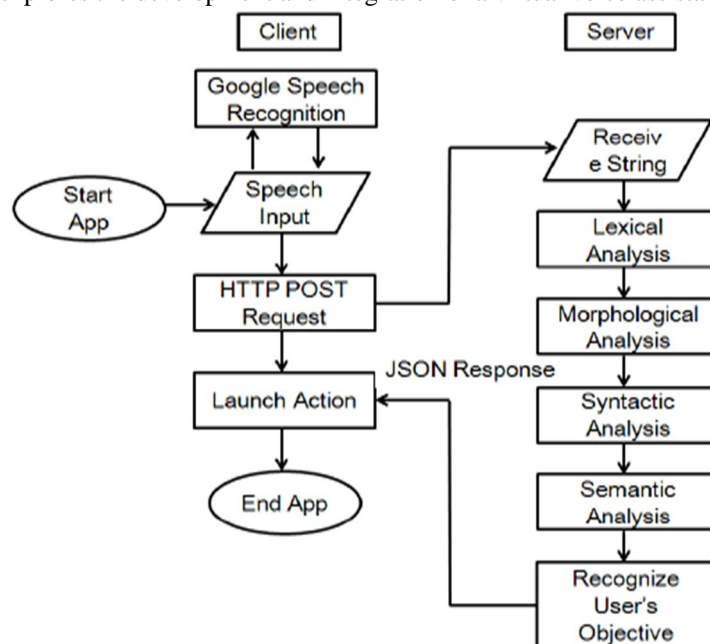 Client
Server
Google Speech
Recognition
Receiv
e String
Start
App
Speech
Input
Lexical
Analysis
HTTP POST
Request
Morphological
Analysis
JSON Response
Launch Action
Syntactic
Analysis
End App
Semantic
Analysis
Recognize
User's
Objective